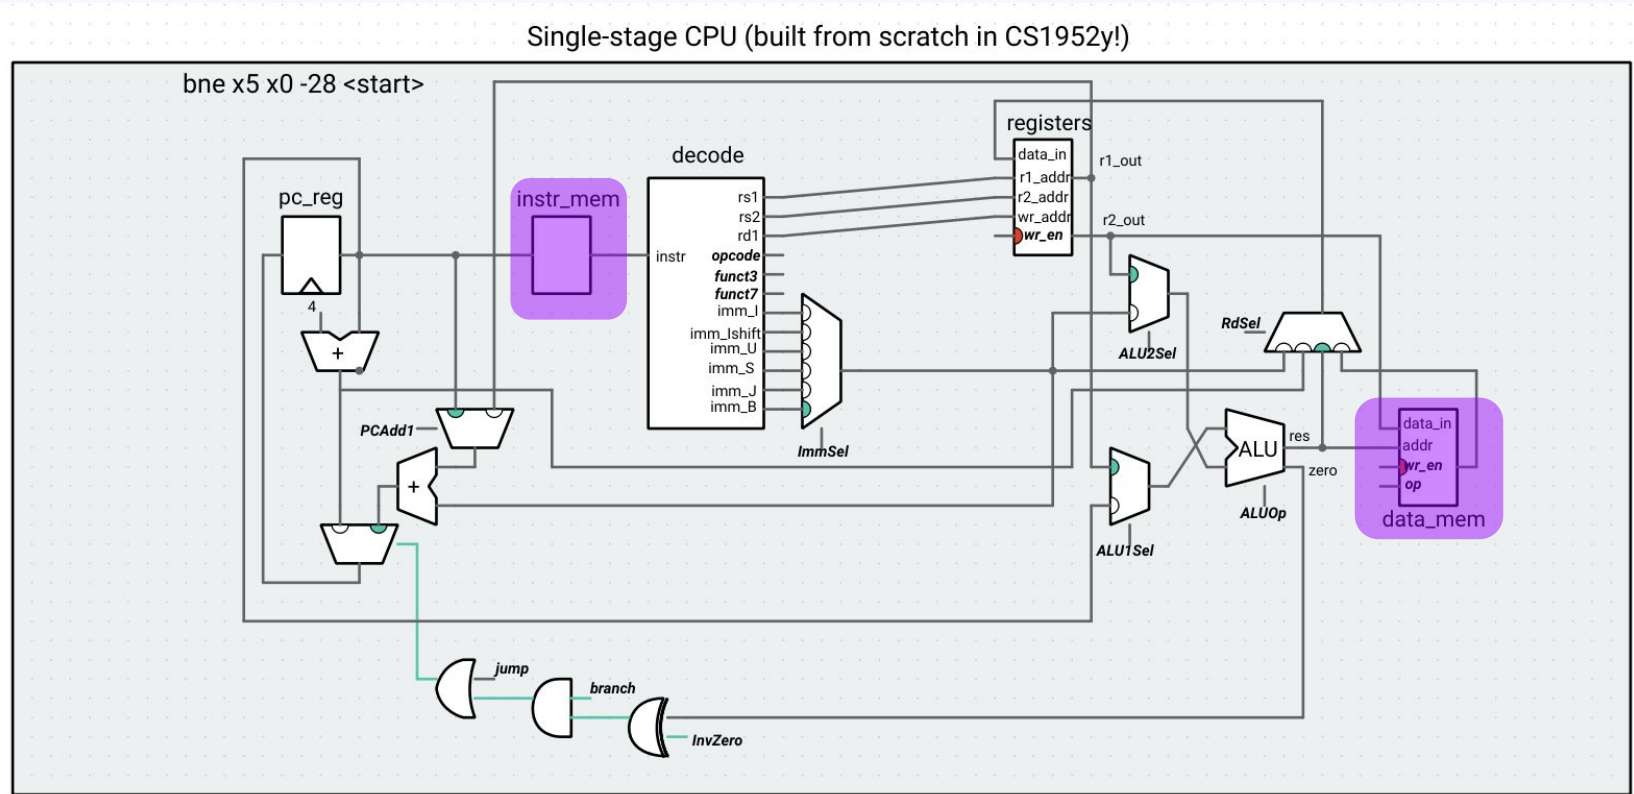 Single-stage CPU (built from scratch in CS1952y!)
bne x5 x0 -28 <start>
pc_reg
4
+
PCAdd1
+
instr_mem
decode
rs1
rs2
rd1
instr
opcode
funct3
funct7
imm_I
imm_Ishift
imm_U
imm_S
imm_J
imm_B
ImmSel
registers
data_in
r1_addr
r2_addr
wr_addr
wr_en
r1_out
r2_out
ALU2Sel
ALU1Sel
RdSel
ALU
res
zero
ALUOp
data_in
addr
wr_en
op
data_mem
jump
branch
InvZero